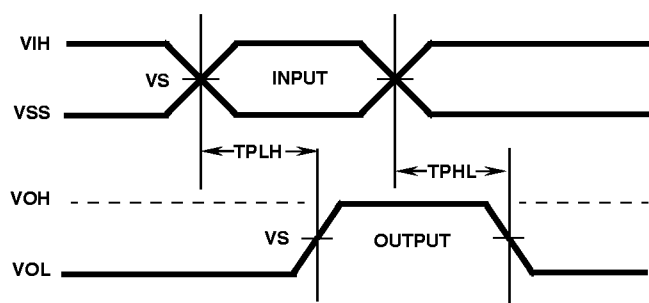 VIH
VS INPUT
VSS
TPLH TPHL
VOH
VS OUTPUT
VOL